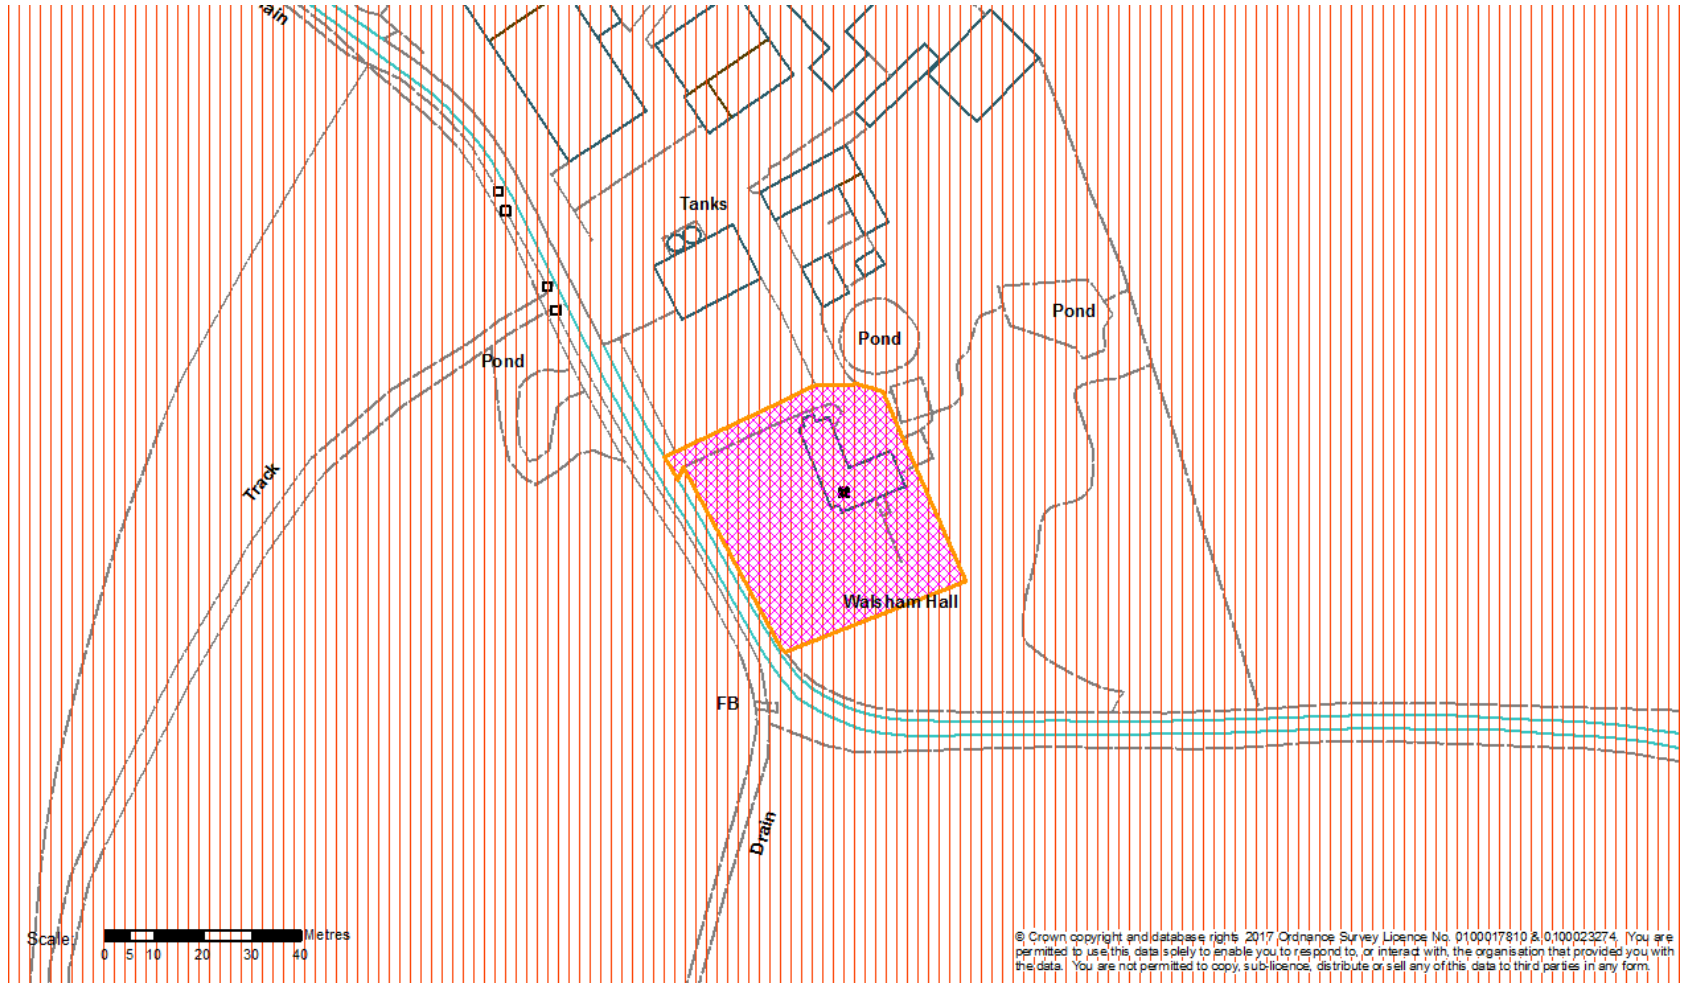 Tanks
Pond
Pond
Pond
Track
Walsham Hall
FB
Drain
Scale:
Metres
0 5 10 20 30 40
© Crown copyright and database rights 2017 Ordnance Survey Licence No. 0100017810 & 0100023274. You are
permitted to use this data solely to enable you to respond to, or interact with, the organisation that provided you with
the data. You are not permitted to copy, sub-licence, distribute or sell any of this data to third parties in any form.